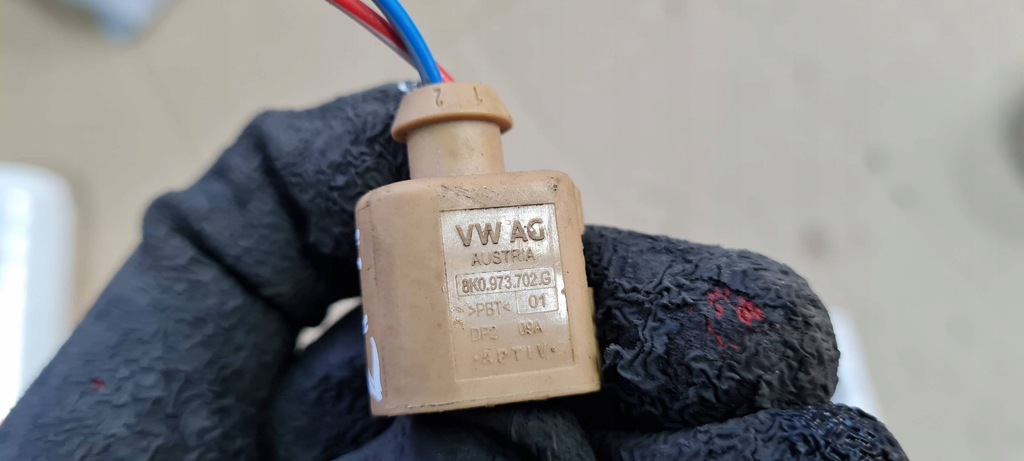 2 1
VW AG
AUSTRIA
8K0.973.702.G
>PBT< 01
DP2 09A
•APTIV•